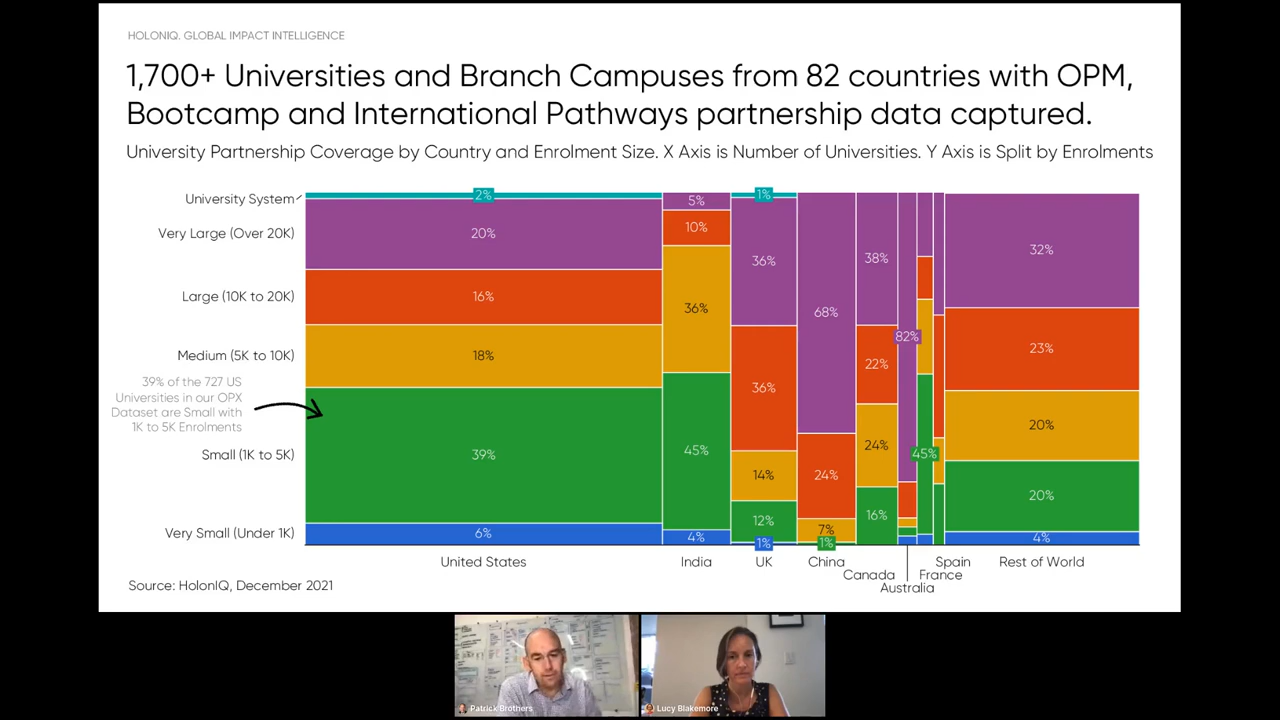 HOLONIQ. GLOBAL IMPACT INTELLIGENCE
1,700+ Universities and Branch Campuses from 82 countries with OPM,
Bootcamp and International Pathways partnership data captured.
University Partnership Coverage by Country and Enrolment Size. X Axis is Number of Universities. Y Axis is Split by Enrolments
University System
Very Large (Over 20K)
Large (10K to 20K)
Medium (5K to 10K)
39% of the 727 US
Universities in our OPX
Dataset are Small with
1K to 5K Enrolments
Small (1K to 5K)
Very Small (Under 1K)
2%
20%
16%
18%
39%
6%
5%
10%
36%
45%
4%
1%
36%
36%
14%
12%
1%
68%
24%
7%
1%
38%
22%
24%
16%
82%
45%
32%
23%
20%
20%
4%
United States
India
UK
China
Canada
Australia
France
Spain
Rest of World
Source: HolonIQ, December 2021
Patrick Brothers
Lucy Blakemore